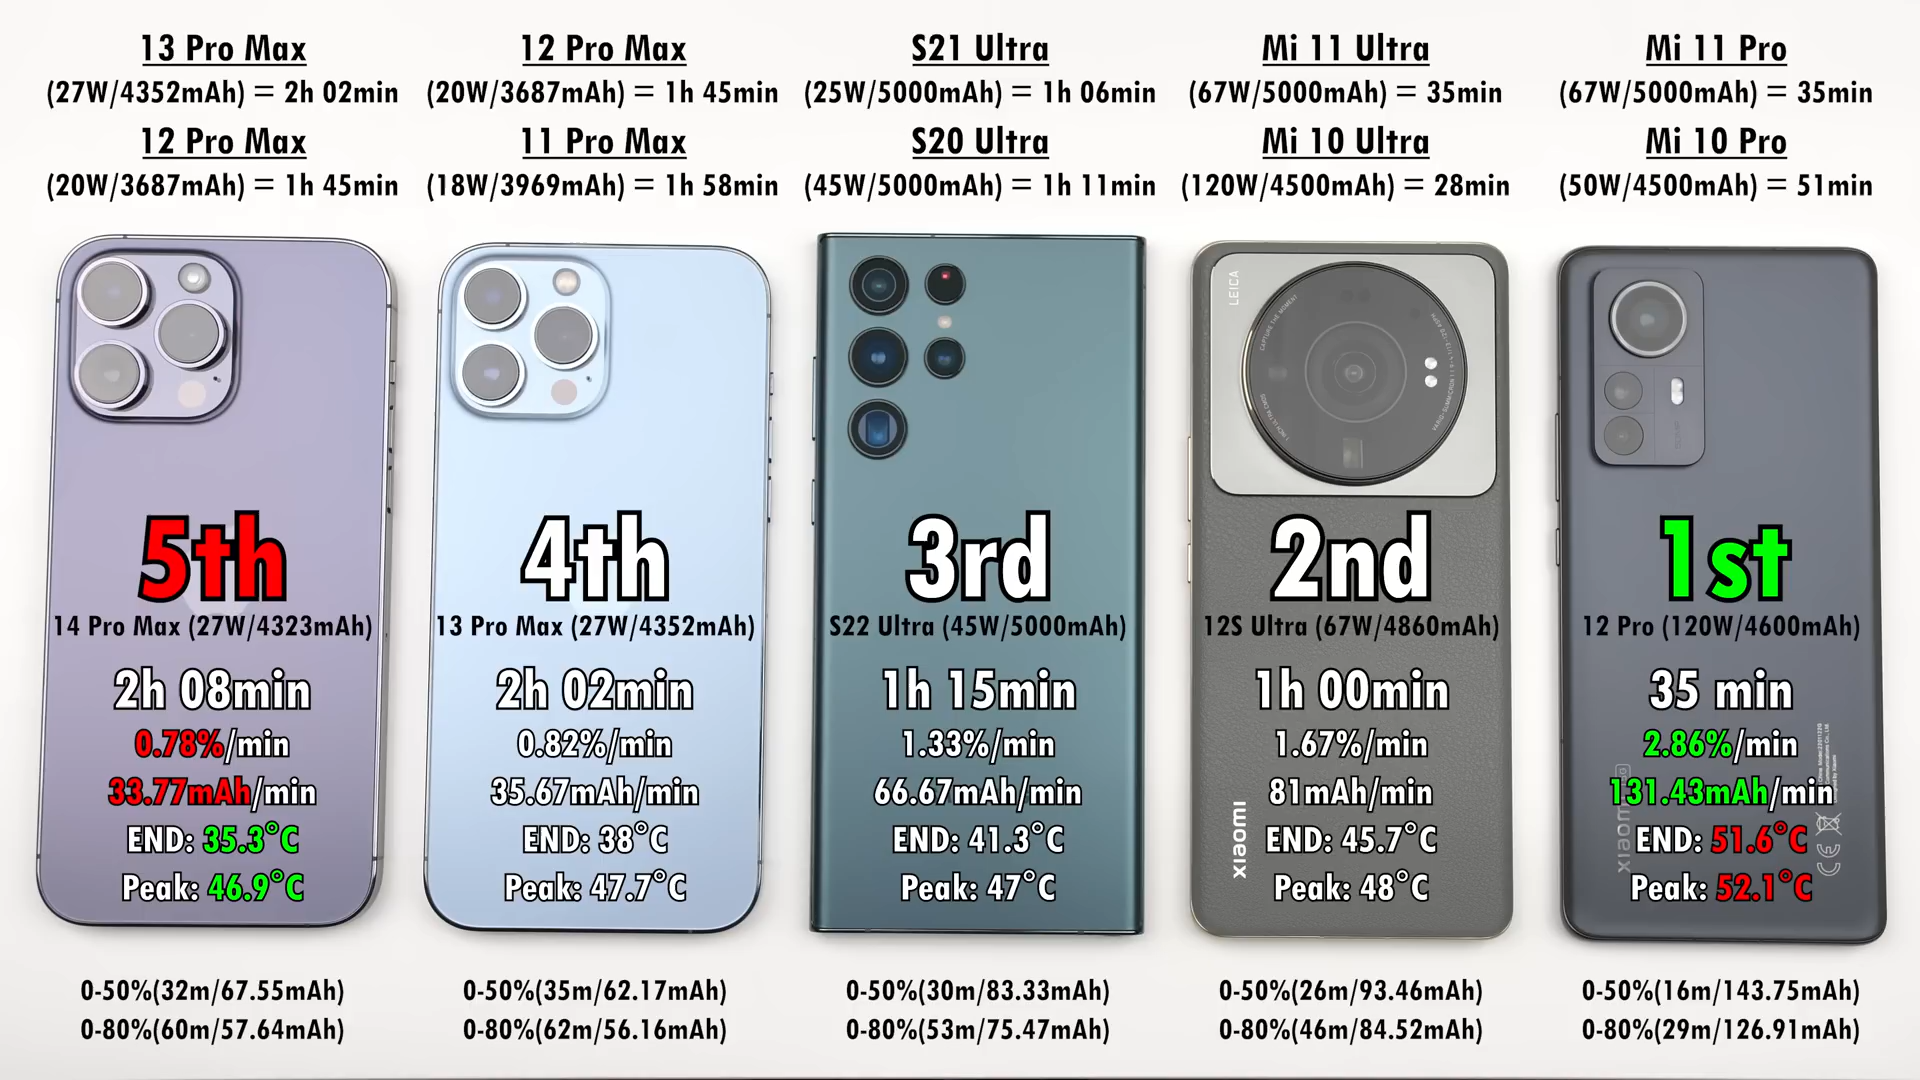 13 Pro Max
(27W/4352mAh) = 2h 02min
12 Pro Max
(20W/3687mAh) = 1h 45min
12 Pro Max
(20W/3687mAh) = 1h 45min
11 Pro Max
(18W/3969mAh) = 1h 58min
S21 Ultra
(25W/5000mAh) = 1h 06min
S20 Ultra
(45W/5000mAh) = 1h 11min
Mi 11 Ultra
(67W/5000mAh) = 35min
Mi 10 Ultra
(120W/4500mAh) = 28min
Mi 11 Pro
(67W/5000mAh) = 35min
Mi 10 Pro
(50W/4500mAh) = 51min
5th
14 Pro Max (27W/4323mAh)
2h 08min
0.78%/min
33.77mAh/min
END: 35.3°C
Peak: 46.9°C
0-50%(32m/67.55mAh)
0-80%(60m/57.64mAh)
4th
13 Pro Max (27W/4352mAh)
2h 02min
0.82%/min
35.67mAh/min
END: 38°C
Peak: 47.7°C
0-50%(35m/62.17mAh)
0-80%(62m/56.16mAh)
3rd
S22 Ultra (45W/5000mAh)
1h 15min
1.33%/min
66.67mAh/min
END: 41.3°C
Peak: 47°C
0-50%(30m/83.33mAh)
0-80%(53m/75.47mAh)
LEICA
CAPTURE THE MOMENT
2nd
12S Ultra (67W/4860mAh)
1h 00min
1.67%/min
81mAh/min
END: 45.7°C
Peak: 48°C
xiaomi
0-50%(26m/93.46mAh)
0-80%(46m/84.52mAh)
1st
12 Pro (120W/4600mAh)
35 min
2.86%/min
131.43mAh/min
END: 51.6°C
Peak: 52.1°C
xiaomi
CE
0-50%(16m/143.75mAh)
0-80%(29m/126.91mAh)